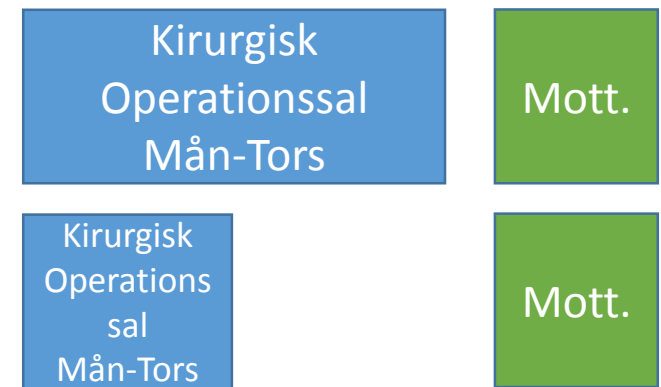 Kirurgisk
Operationssal
Mån-Tors
Mott.
Kirurgisk
Operations
sal
Mån-Tors
Mott.